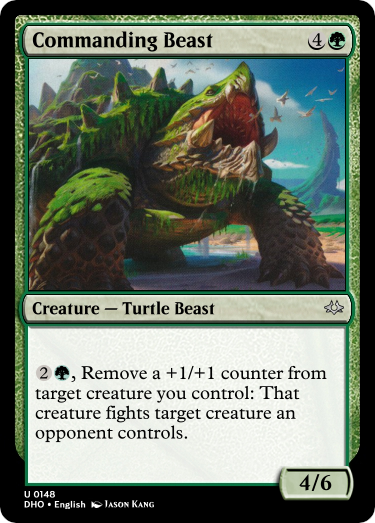 Commanding Beast 4
Creature — Turtle Beast
2, Remove a +1/+1 counter from
target creature you control: That
creature fights target creature an
opponent controls.
4/6
U 0148
DHO • English Jason Kang